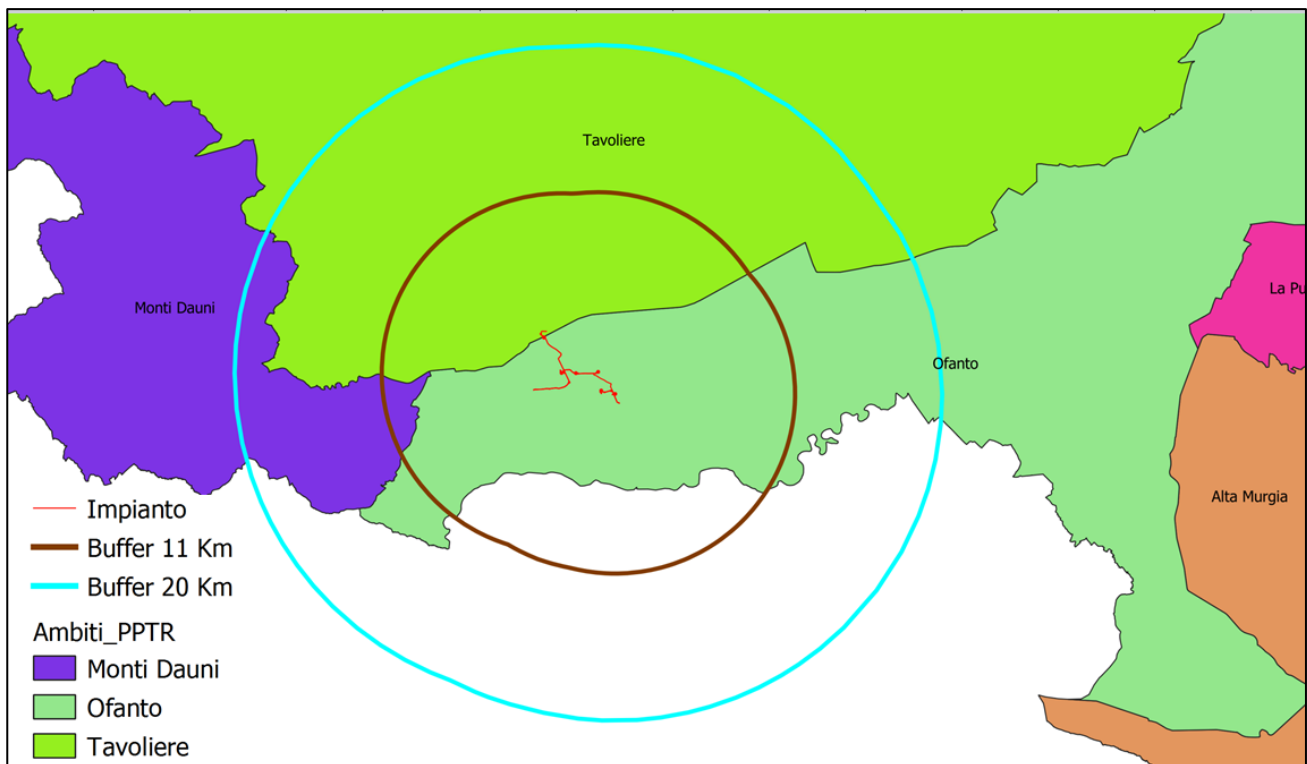 Tavoliere
Monti Dauni
La Pu
Ofanto
Alta Murgia
Impianto
Buffer 11 Km
Buffer 20 Km
Ambiti_PPTR
Monti Dauni
Ofanto
Tavoliere